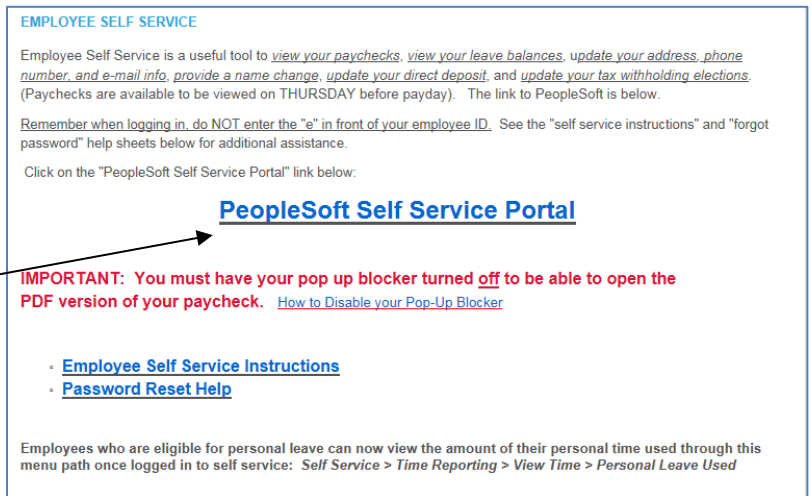 EMPLOYEE SELF SERVICE
Employee Self Service is a useful tool to view your paychecks, view your leave balances, update your address, phone
number, and e-mail info, provide a name change, update your direct deposit, and update your tax withholding elections.
(Paychecks are available to be viewed on THURSDAY before payday).   The link to PeopleSoft is below.
Remember when logging in, do NOT enter the "e" in front of your employee ID.  See the "self service instructions" and "forgot
password" help sheets below for additional assistance.
Click on the "PeopleSoft Self Service Portal" link below:
PeopleSoft Self Service Portal
IMPORTANT:  You must have your pop up blocker turned off to be able to open the
PDF version of your paycheck.   How to Disable your Pop-Up Blocker
◦ Employee Self Service Instructions
◦ Password Reset Help
Employees who are eligible for personal leave can now view the amount of their personal time used through this
menu path once logged in to self service:  Self Service > Time Reporting > View Time > Personal Leave Used